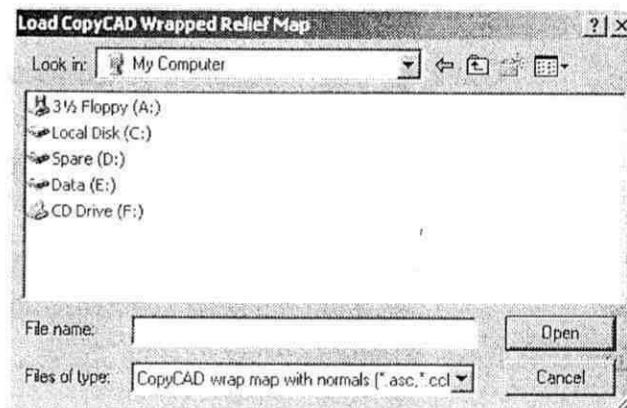 Load CopyCAD Wrapped Relief Map
Look in: My Computer
3½ Floppy (A:)
Local Disk (C:)
Spare (D:)
Data (E:)
CD Drive (F:)
File name: Open
Files of type: CopyCAD wrap map with normals (*.asc,*.ccl Cancel